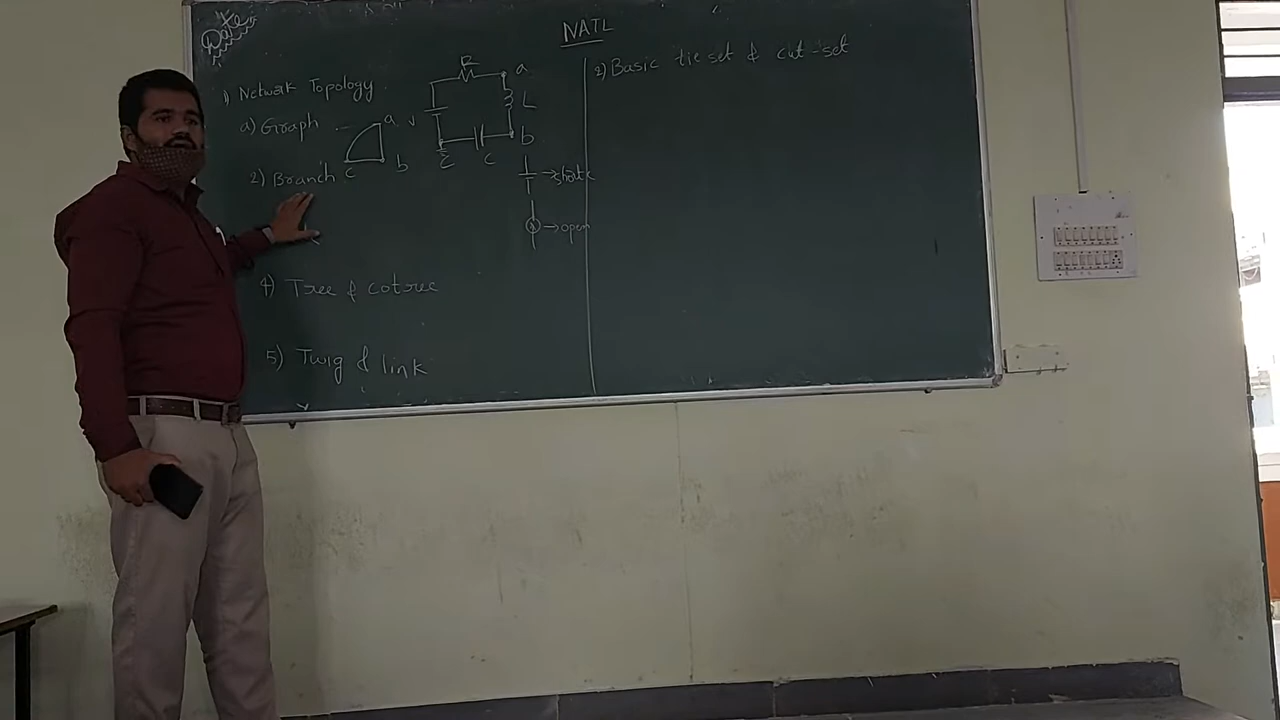 Date
NATL
1) Network Topology
a) Graph
a
b
c
2) Branch
4) Tree & cotree
5) Twig & link
R
a
L
b
C
v
→ short
→ open
2) Basic tie set & cut-set